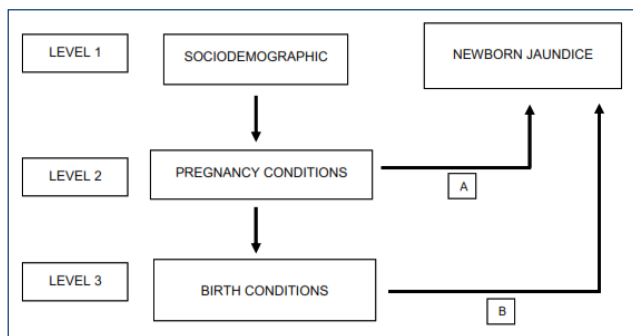 LEVEL 1
SOCIODEMOGRAPHIC
NEWBORN JAUNDICE
LEVEL 2
PREGNANCY CONDITIONS
A
LEVEL 3
BIRTH CONDITIONS
B